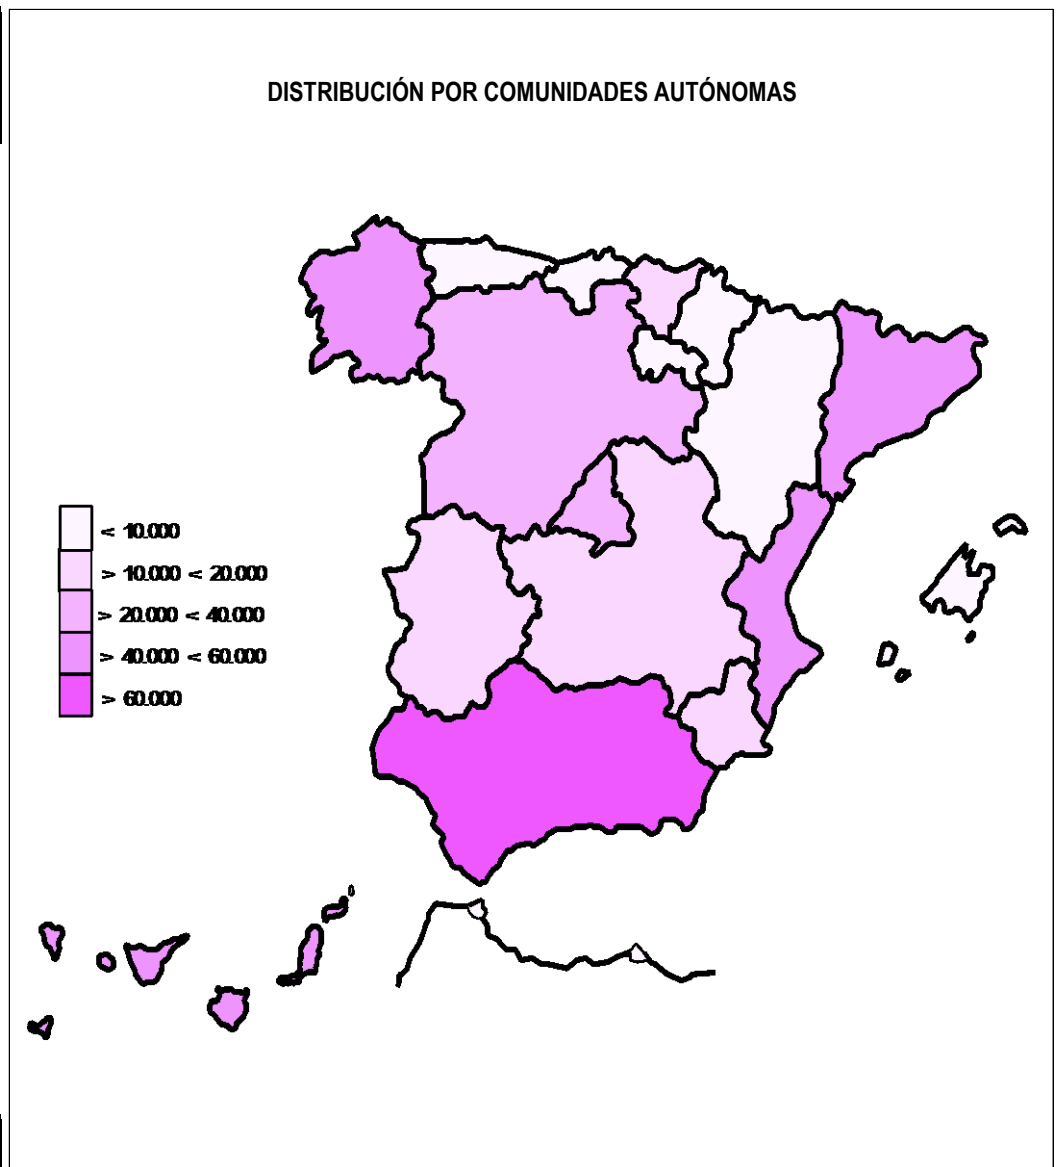 DISTRIBUCIÓN POR COMUNIDADES AUTÓNOMAS
< 10.000
> 10.000 < 20.000
> 20.000 < 40.000
> 40.000 < 60.000
> 60.000